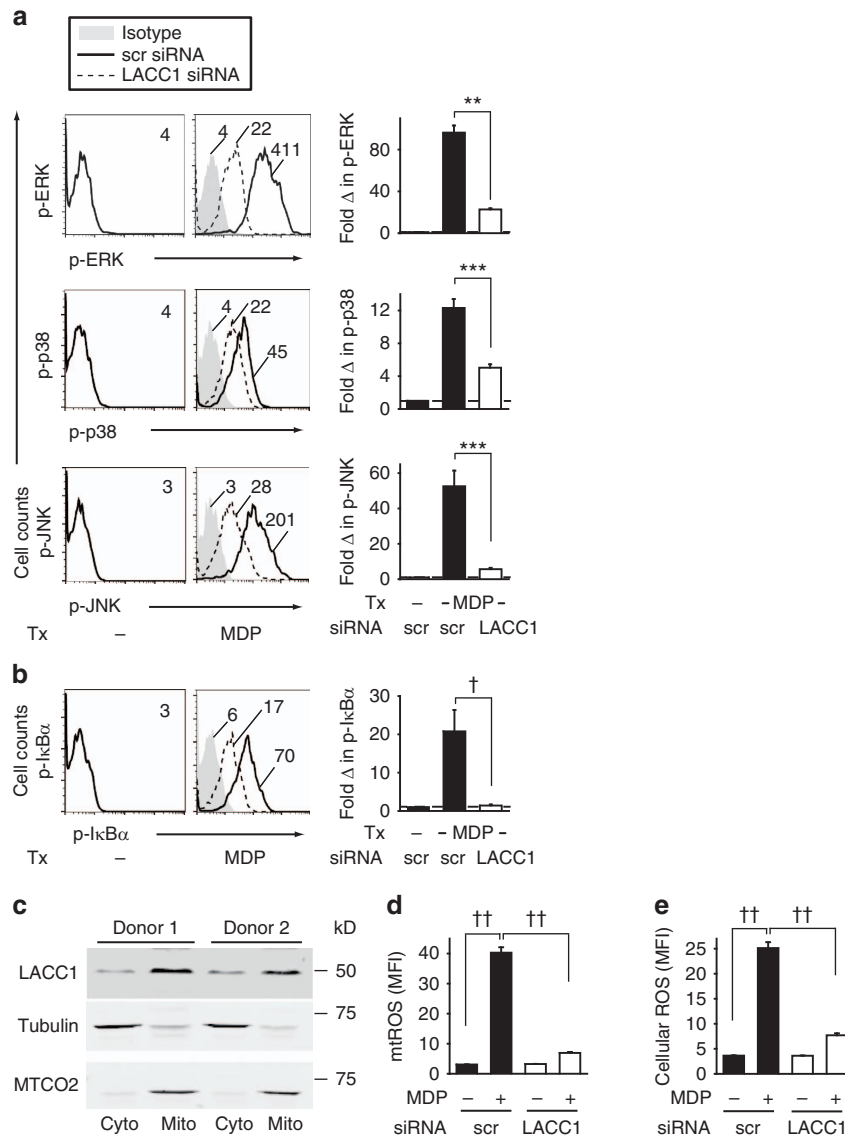 a
Isotype
scr siRNA
LACC1 siRNA
p-ERK
4
4 22
411
p-ERK
Fold Δ in p-ERK
80
40
0
**
p-p38
4
4 22
45
p-p38
Fold Δ in p-p38
12
8
4
0
***
Cell counts
p-JNK
3
3 28
201
p-JNK
Tx – MDP
Fold Δ in p-JNK
60
40
20
0
***
Tx – - MDP -
siRNA scr scr LACC1
b
Cell counts
p-IκBα
3
6 17
70
p-IκBα
Tx – MDP
Fold Δ in p-IκBα
30
20
10
0
†
Tx – - MDP -
siRNA scr scr LACC1
c
Donor 1 Donor 2 kD
LACC1 50
Tubulin 75
MTCO2 75
Cyto Mito Cyto Mito
d
†† ††
mtROS (MFI)
40
30
20
10
0
MDP – + – +
siRNA scr LACC1
e
†† ††
Cellular ROS (MFI)
25
20
15
10
5
0
MDP – + – +
siRNA scr LACC1